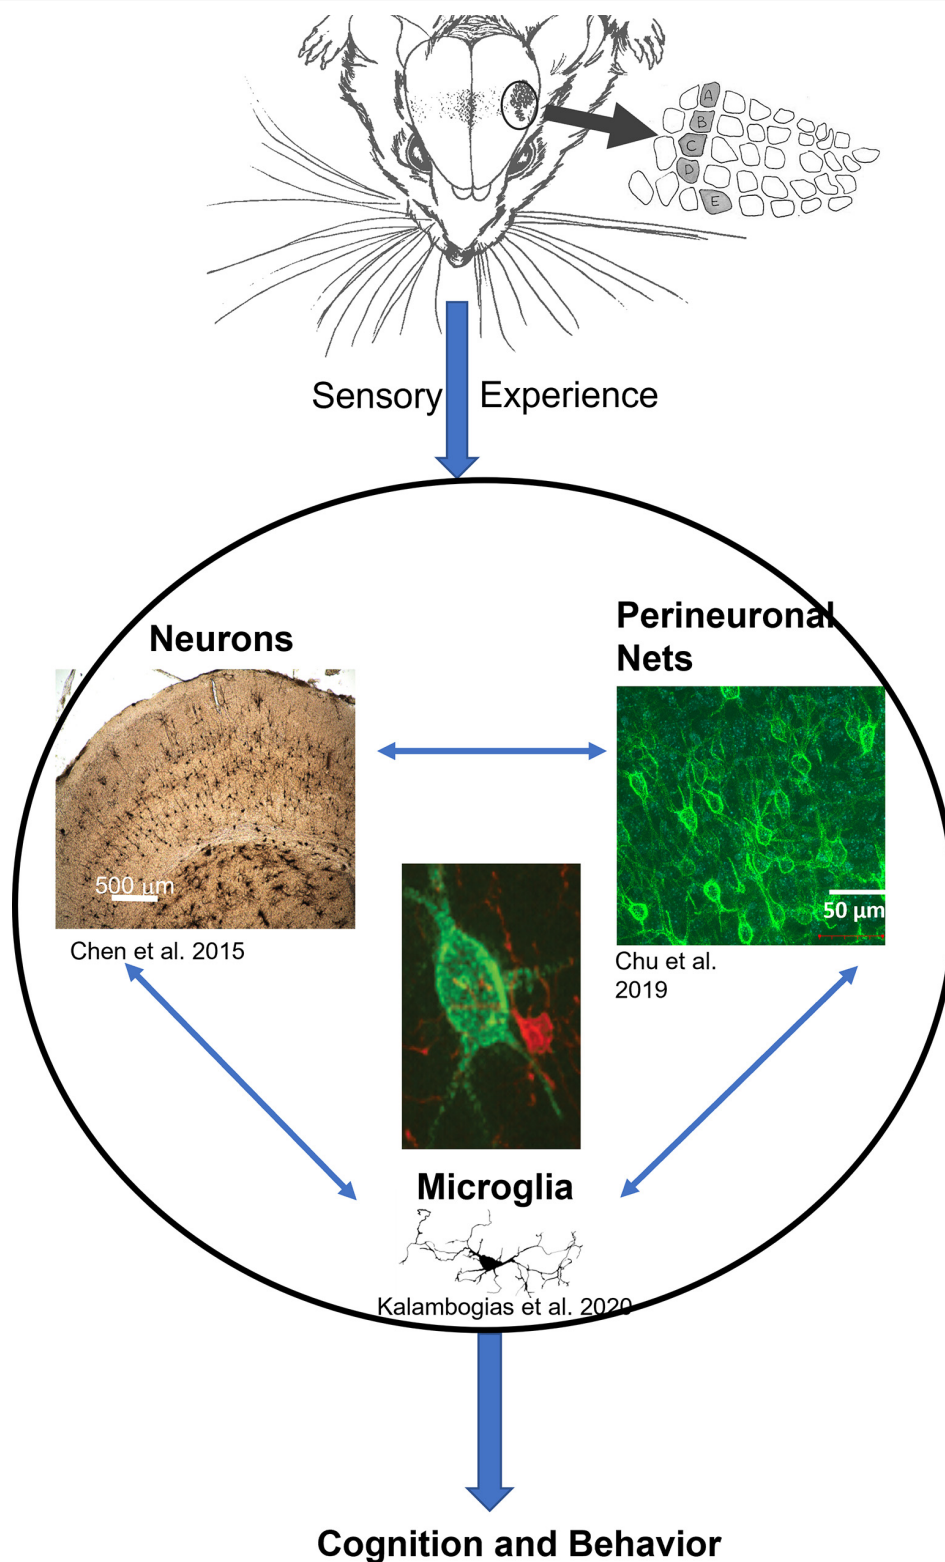 A
B
C
D
E
Sensory Experience
Neurons
Perineuronal
Nets
500 µm
50 µm
Chen et al. 2015
Chu et al.
2019
Microglia
Kalambogias et al. 2020
Cognition and Behavior